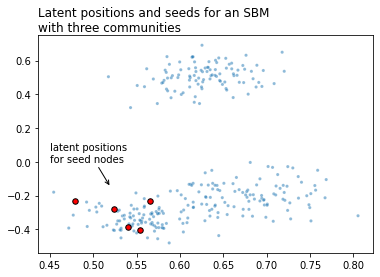 Latent positions and seeds for an SBM
with three communities
0.6
0.4
0.2
0.0
−0.2
−0.4
latent positions
for seed nodes
0.45 0.50 0.55 0.60 0.65 0.70 0.75 0.80